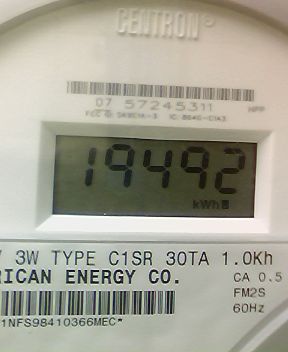 CENTRON®
07 57245311
19492
kWh
3W TYPE C1SR 30TA 1.0Kh
RICAN ENERGY CO.
CA 0.5
FM2S
60Hz
1NFS98410366MEC*